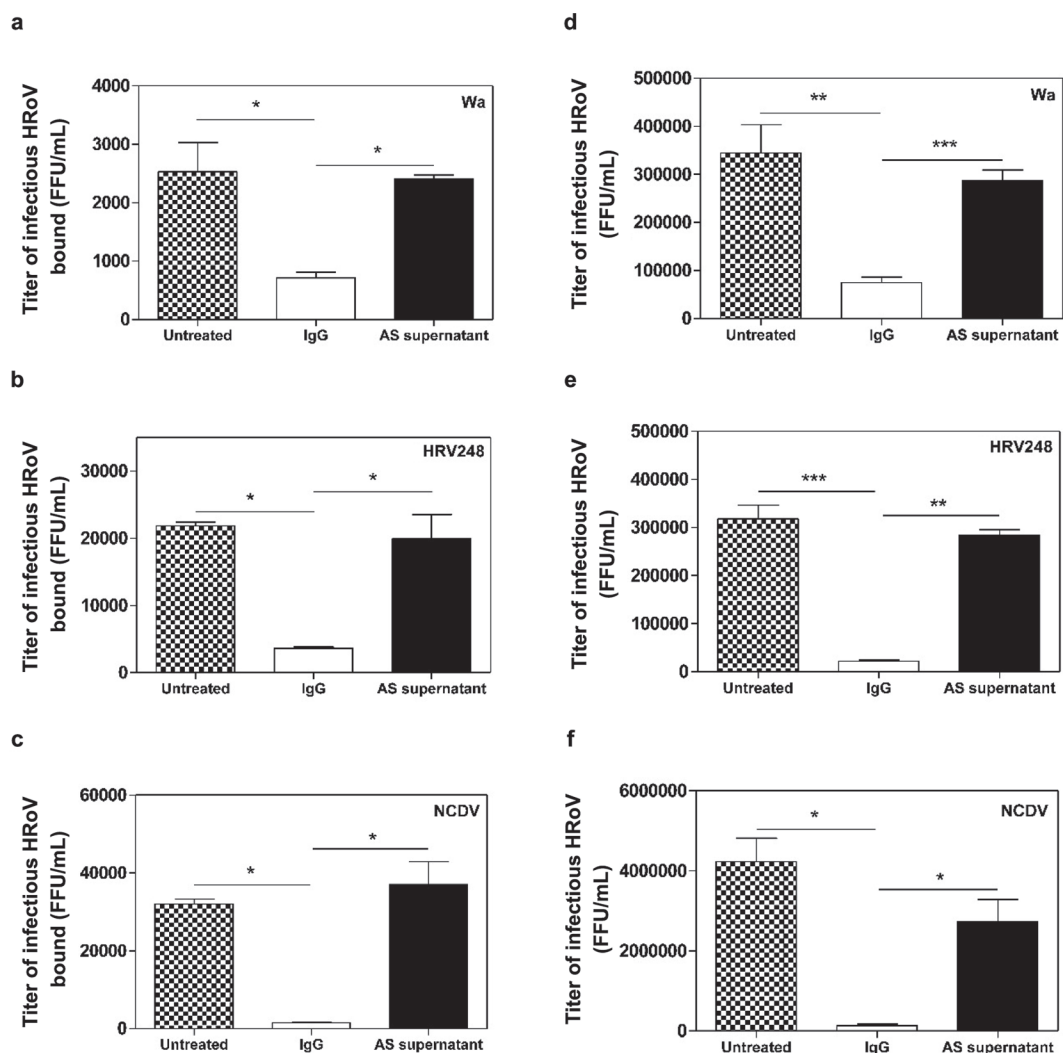 a
Titer of infectious HRoV
bound (FFU/mL)
4000
3000
2000
1000
0
Wa
*
*
Untreated IgG AS supernatant
b
Titer of infectious HRoV
bound (FFU/mL)
30000
20000
10000
0
HRV248
*
*
Untreated IgG AS supernatant
c
Titer of infectious HRoV
bound (FFU/mL)
60000
40000
20000
0
NCDV
*
*
Untreated IgG AS supernatant
d
Titer of infectious HRoV
(FFU/mL)
500000
400000
300000
200000
100000
0
Wa
**
***
Untreated IgG AS supernatant
e
Titer of infectious HRoV
(FFU/mL)
500000
400000
300000
200000
100000
0
HRV248
***
**
Untreated IgG AS supernatant
f
Titer of infectious HRoV
(FFU/mL)
6000000
4000000
2000000
0
NCDV
*
*
Untreated IgG AS supernatant